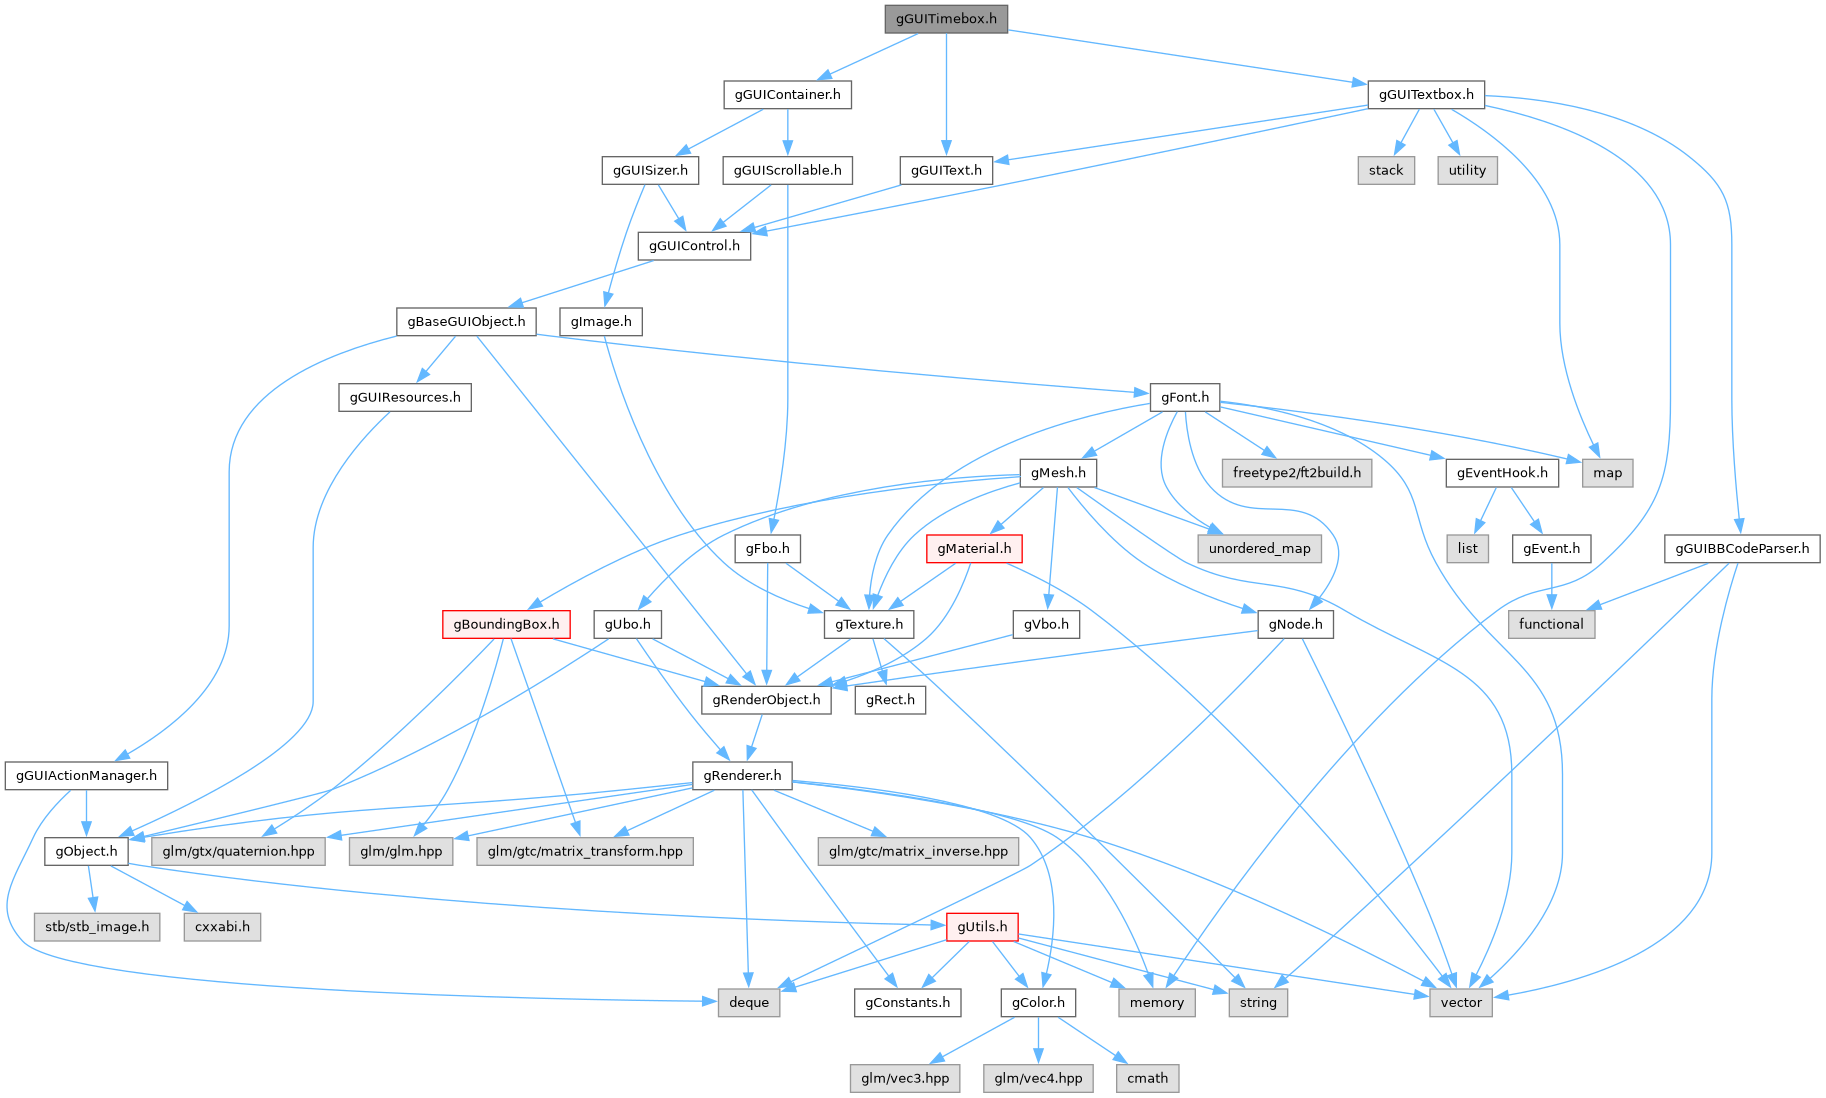 gGUITimebox.h
gGUIContainer.h
gGUITextbox.h
gGUISizer.h
gGUIScrollable.h
gGUIText.h
stack
utility
gGUIControl.h
gBaseGUIObject.h
gImage.h
gGUIResources.h
gFont.h
gMesh.h
freetype2/ft2build.h
gEventHook.h
map
gFbo.h
gMaterial.h
unordered_map
list
gEvent.h
gGUIBBCodeParser.h
gBoundingBox.h
gUbo.h
gTexture.h
gVbo.h
gNode.h
functional
gRenderObject.h
gRect.h
gGUIActionManager.h
gRenderer.h
gObject.h
glm/gtx/quaternion.hpp
glm/glm.hpp
glm/gtc/matrix_transform.hpp
glm/gtc/matrix_inverse.hpp
stb/stb_image.h
cxxabi.h
gUtils.h
deque
gConstants.h
gColor.h
memory
string
vector
glm/vec3.hpp
glm/vec4.hpp
cmath